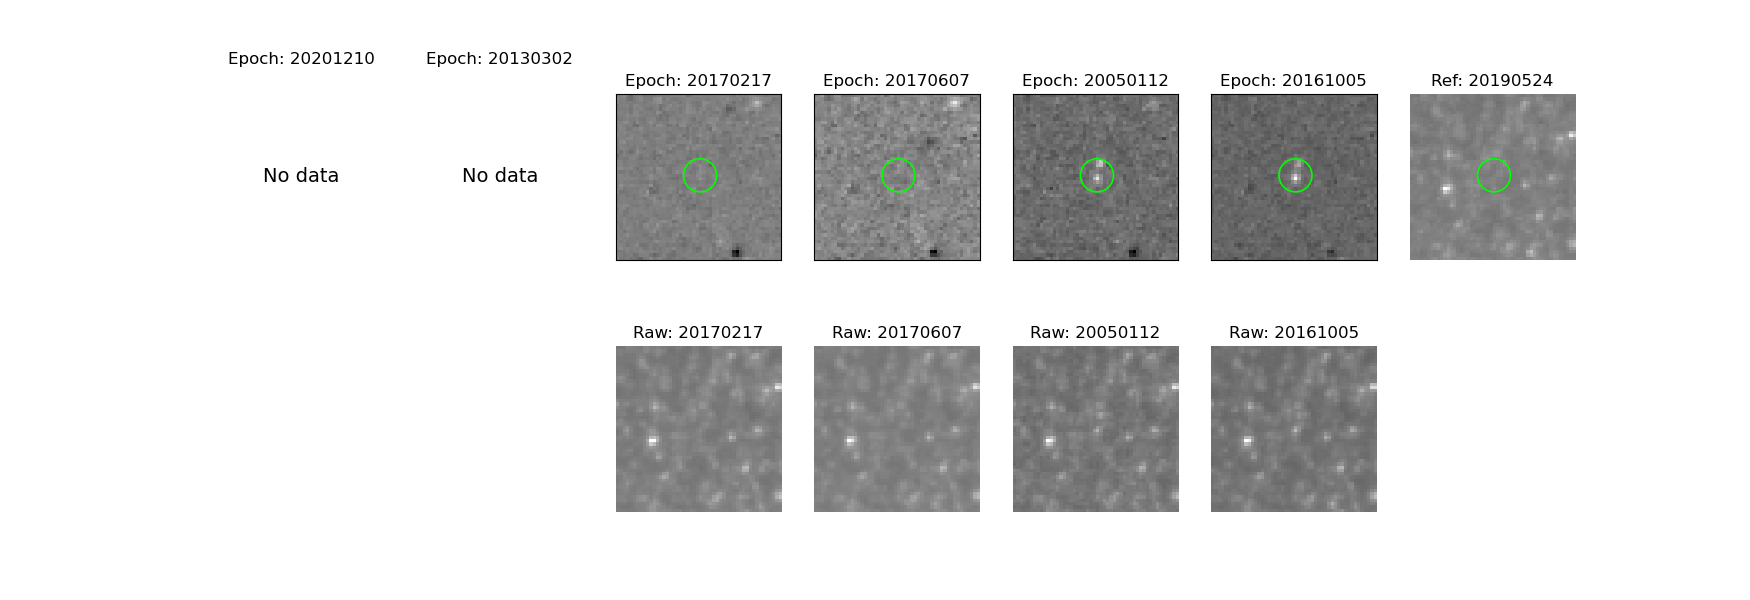 Epoch: 20201210
Epoch: 20130302
Epoch: 20170217
Epoch: 20170607
Epoch: 20050112
Epoch: 20161005
Ref: 20190524
No data
No data
Raw: 20170217
Raw: 20170607
Raw: 20050112
Raw: 20161005